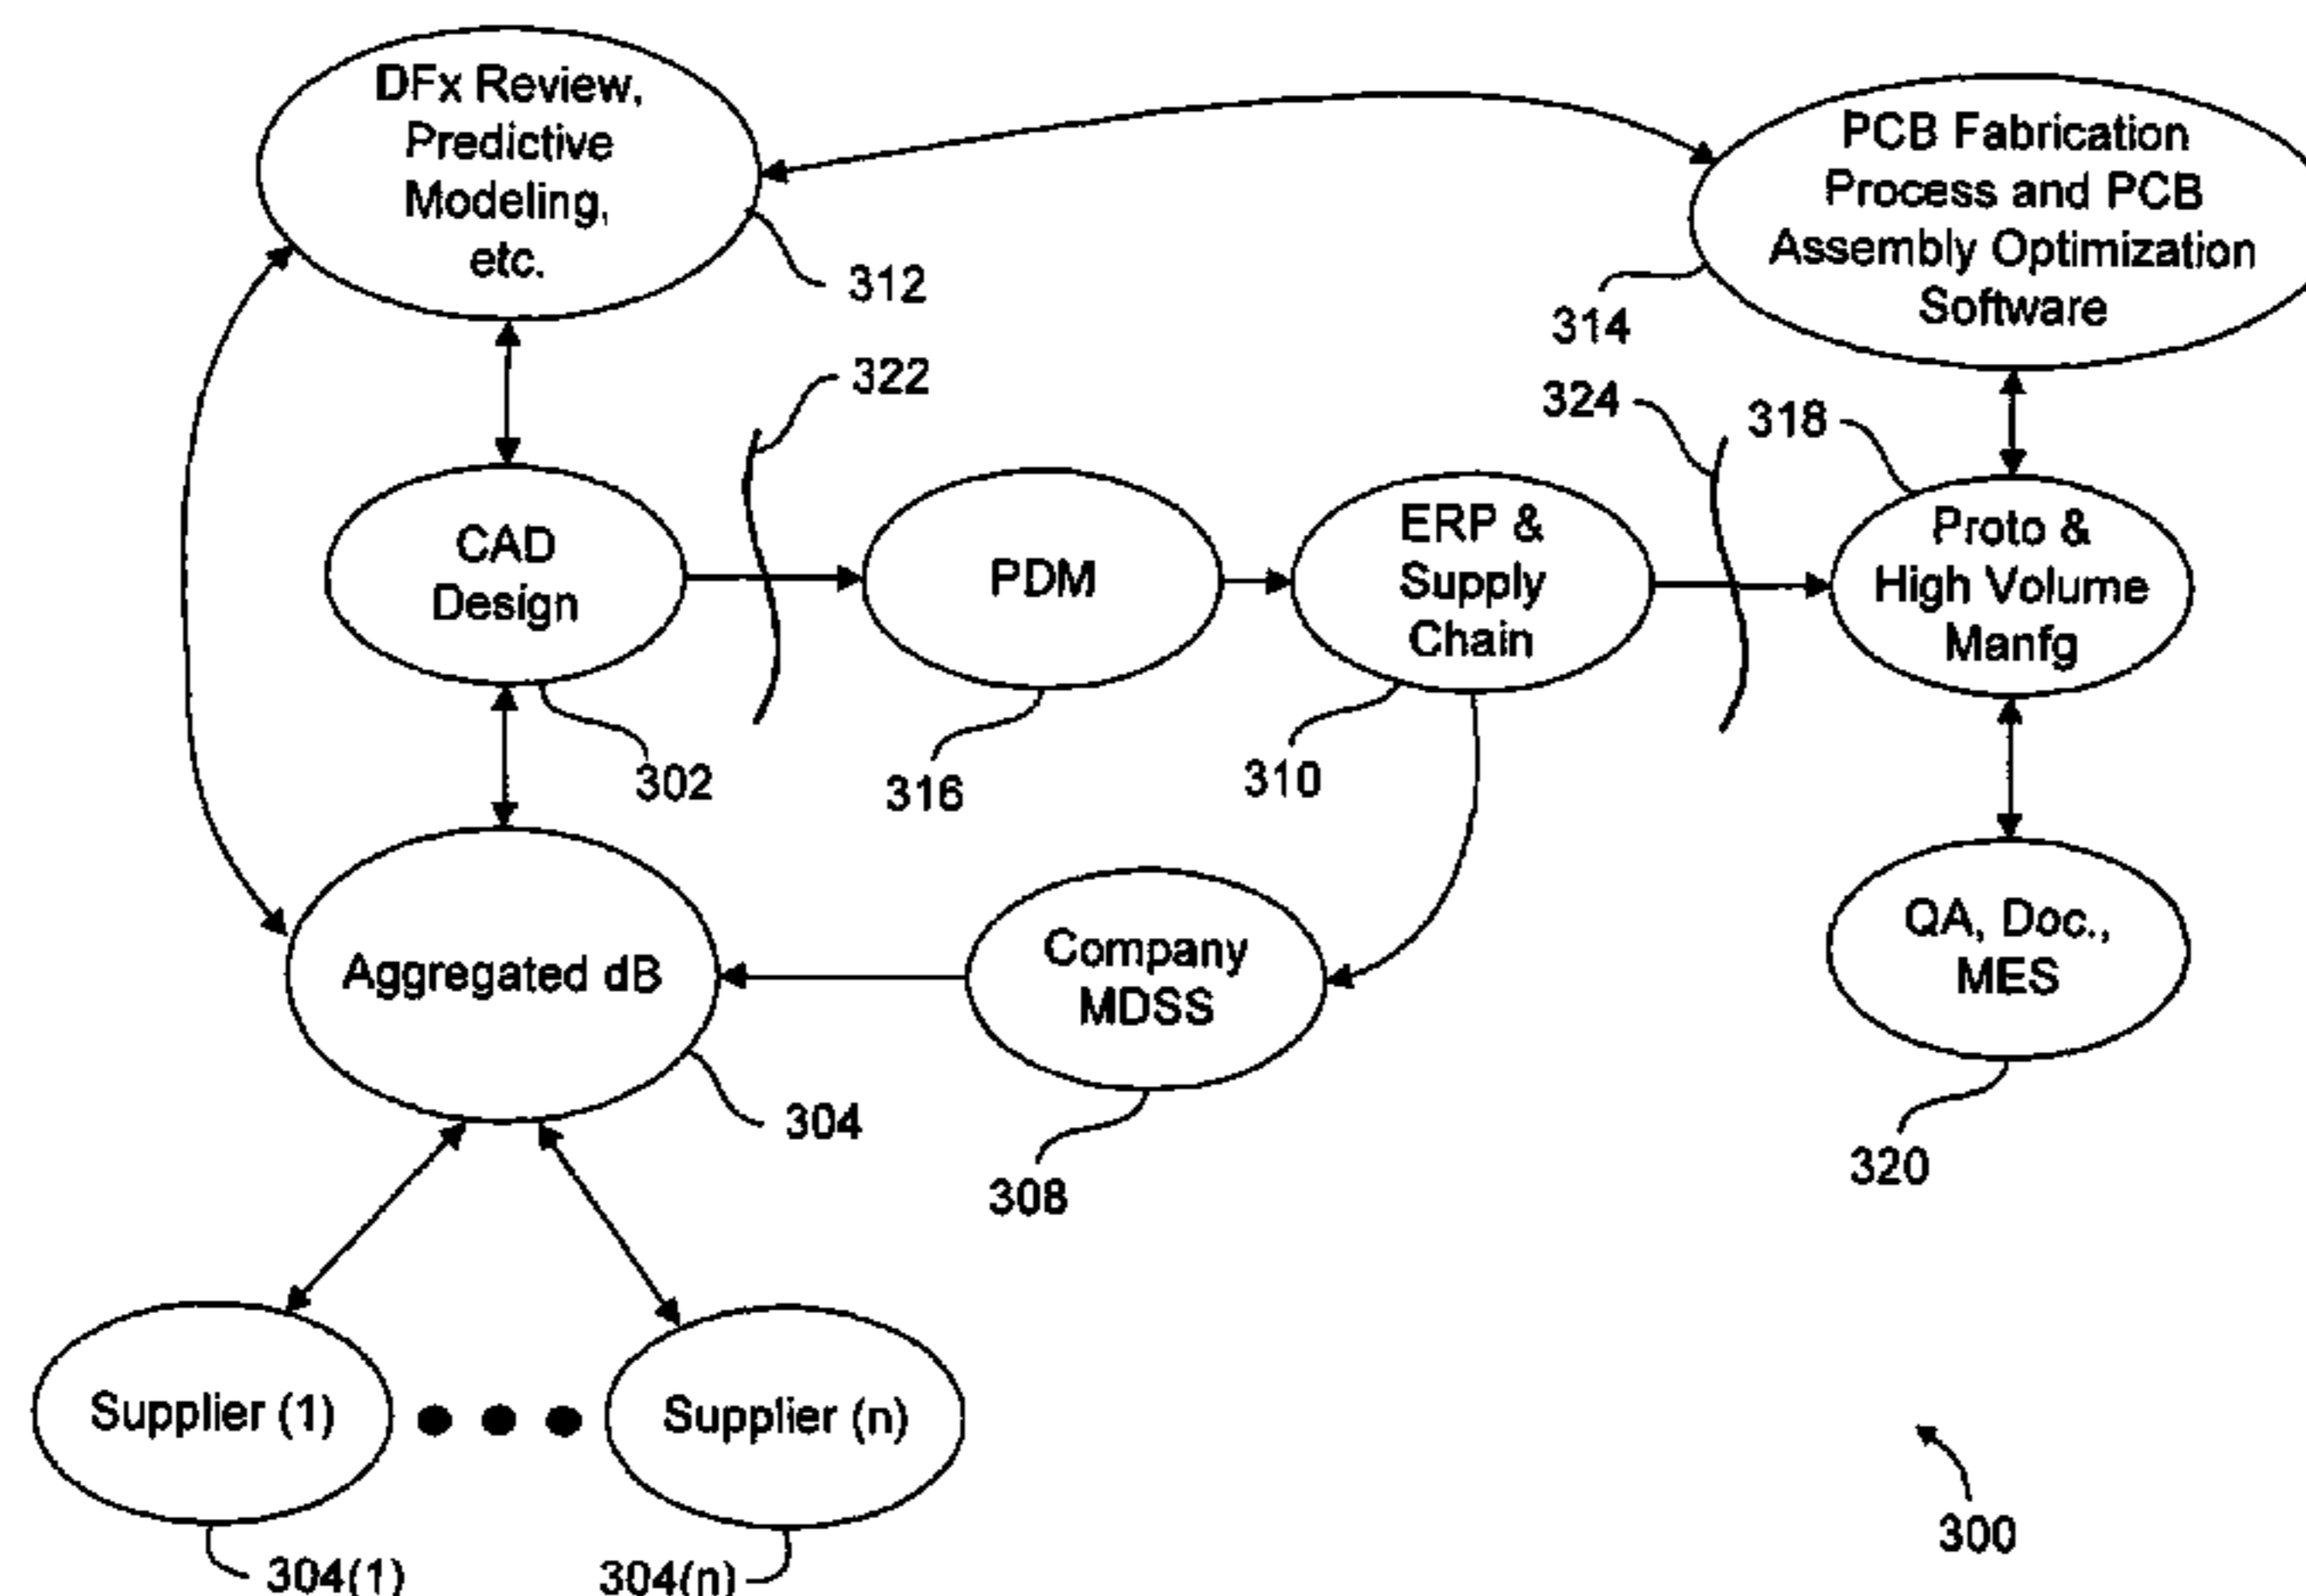 DFx Review,
Predictive
Modeling,
etc.
312
PCB Fabrication
Process and PCB
Assembly Optimization
Software
314
322
324
318
CAD
Design
302
PDM
316
ERP &
Supply
Chain
310
Proto &
High Volume
Manfg
Aggregated dB
304
Company
MDSS
308
QA, Doc.,
MES
320
Supplier (1)
Supplier (n)
304(1)
304(n)
300